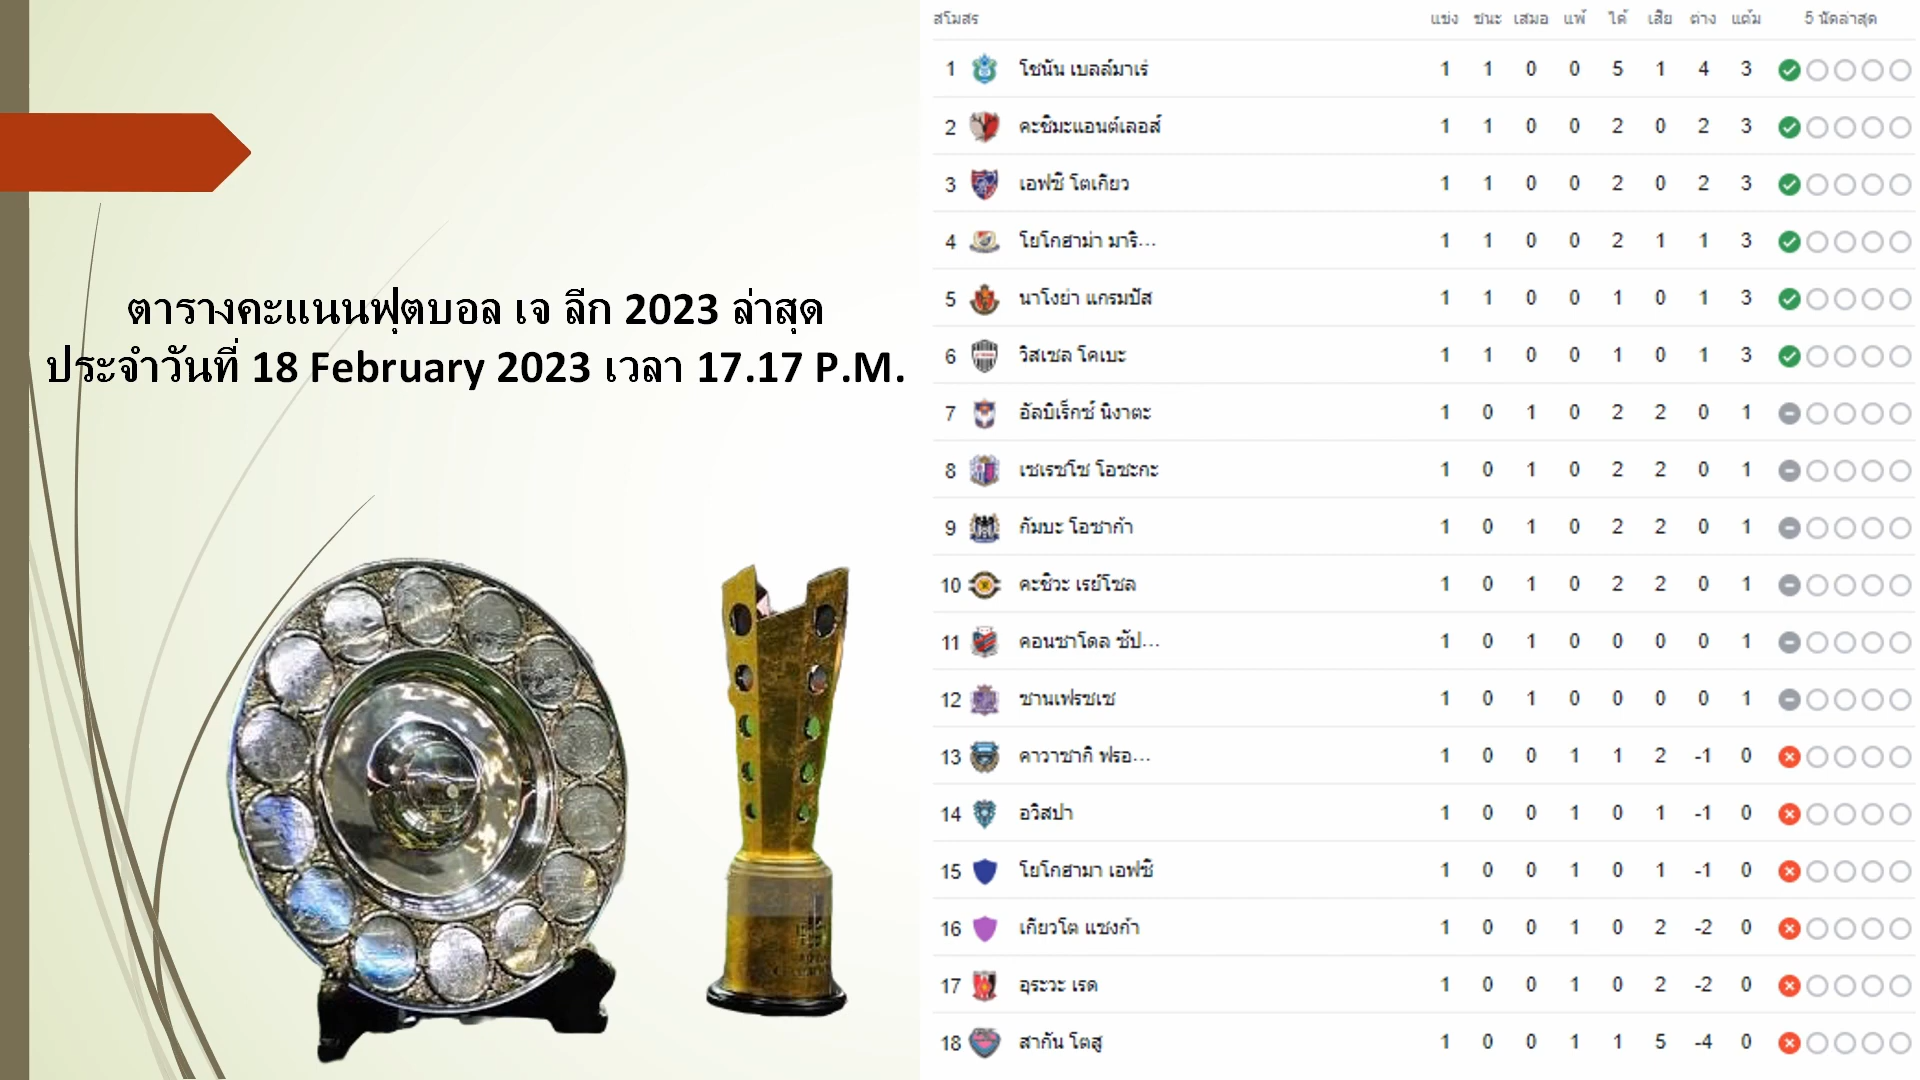 ตารางคะแนนฟุตบอล เจ ลีก 2023 ล่าสุด
ประจำวันที่ 18 February 2023 เวลา 17.17 P.M.
สโมสร แข่ง ชนะ เสมอ แพ้ ได้ เสีย ต่าง แต้ม 5 นัดล่าสุด
1 โชนัน เบลล์มาเร่ 1 1 0 0 5 1 4 3
2 คะชิมะแอนต์เลอส์ 1 1 0 0 2 0 2 3
3 เอฟซี โตเกียว 1 1 0 0 2 0 2 3
4 โยโกฮาม่า มาริ... 1 1 0 0 2 1 1 3
5 นาโงย่า แกรมปัส 1 1 0 0 1 0 1 3
6 วิสเซล โคเบะ 1 1 0 0 1 0 1 3
7 อัลบิเร็กซ์ นิงาตะ 1 0 1 0 2 2 0 1
8 เซเรซโซ โอซะกะ 1 0 1 0 2 2 0 1
9 กัมบะ โอซาก้า 1 0 1 0 2 2 0 1
10 คะชิวะ เรย์โซล 1 0 1 0 2 2 0 1
11 คอนซาโดล ซัป... 1 0 1 0 0 0 0 1
12 ซานเฟรซเซ 1 0 1 0 0 0 0 1
13 คาวาซากิ ฟรอ... 1 0 0 1 1 2 -1 0
14 อวิสปา 1 0 0 1 0 1 -1 0
15 โยโกฮามา เอฟซี 1 0 0 1 0 1 -1 0
16 เกียวโต แซงก้า 1 0 0 1 0 2 -2 0
17 อุระวะ เรด 1 0 0 1 0 2 -2 0
18 สากัน โตสู 1 0 0 1 1 5 -4 0